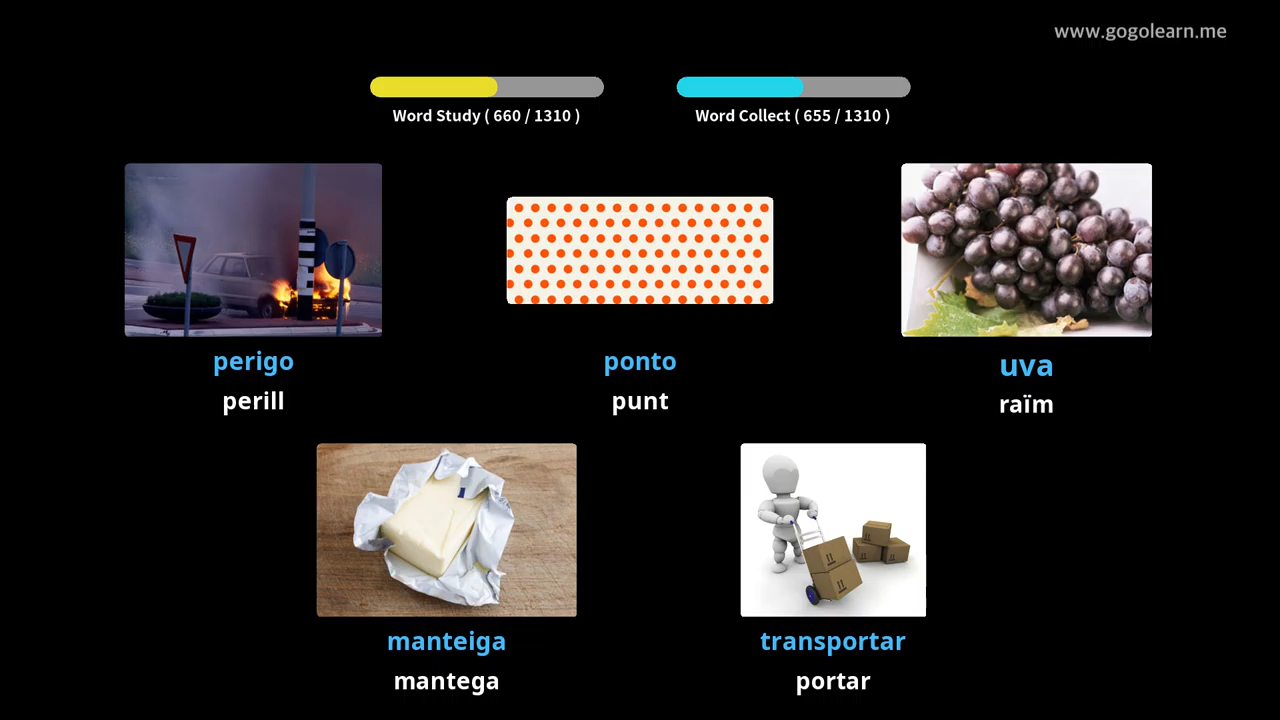 www.gogolearn.me
Word Study ( 660 / 1310 )
Word Collect ( 655 / 1310 )
perigo
perill
ponto
punt
uva
raïm
manteiga
mantega
transportar
portar